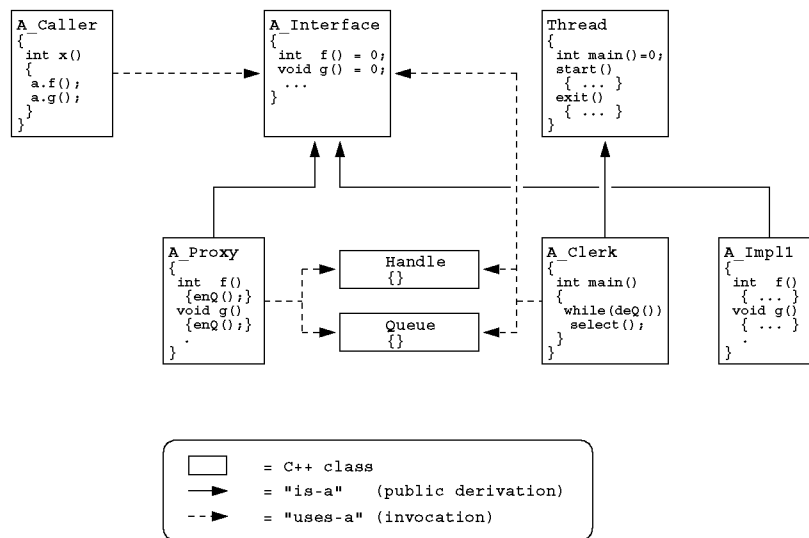 A_Caller
{
int x()
{
a.f();
a.g();
}
}
A_Interface
{
int f() = 0;
void g() = 0;
...
}
Thread
{
int main()=0;
start()
{ ... }
exit()
{ ... }
}
A_Proxy
{
int f()
{enQ();}
void g()
{enQ();}
.
}
Handle
{}
Queue
{}
A_Clerk
{
int main()
{
while(deQ())
select();
}
}
A_Impl1
{
int f()
{ ... }
void g()
{ ... }
.
}
= C++ class
= "is-a" (public derivation)
= "uses-a" (invocation)